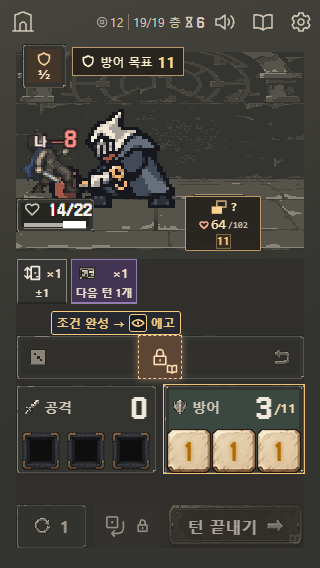 12 19/19 층 6
½
방어 목표 11
나 -8
14/22
?
64/102
11
×1
±1
×1
다음 턴 1개
조건 완성 → 예고
공격 0
방어 3/11
1 1 1
1
턴 끝내기